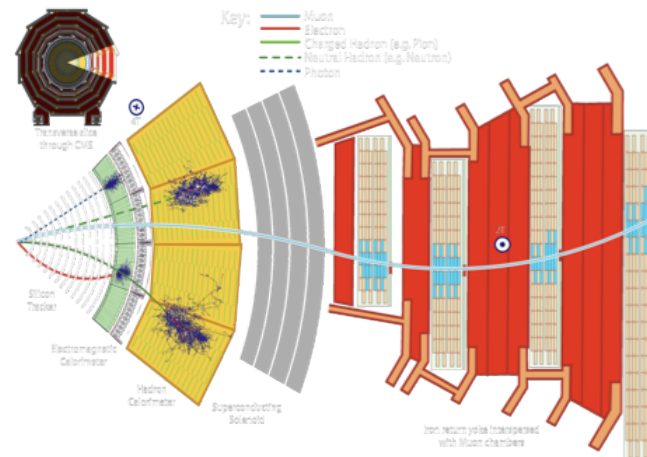 Key:
Muon
Electron
Charged Hadron (e.g. Pion)
Neutral Hadron (e.g. Neutron)
Photon
Transverse slice
through CMS
Silicon
Tracker
Electromagnetic
Calorimeter
Hadron
Calorimeter
Superconducting
Solenoid
Iron return yoke interspersed
with Muon chambers